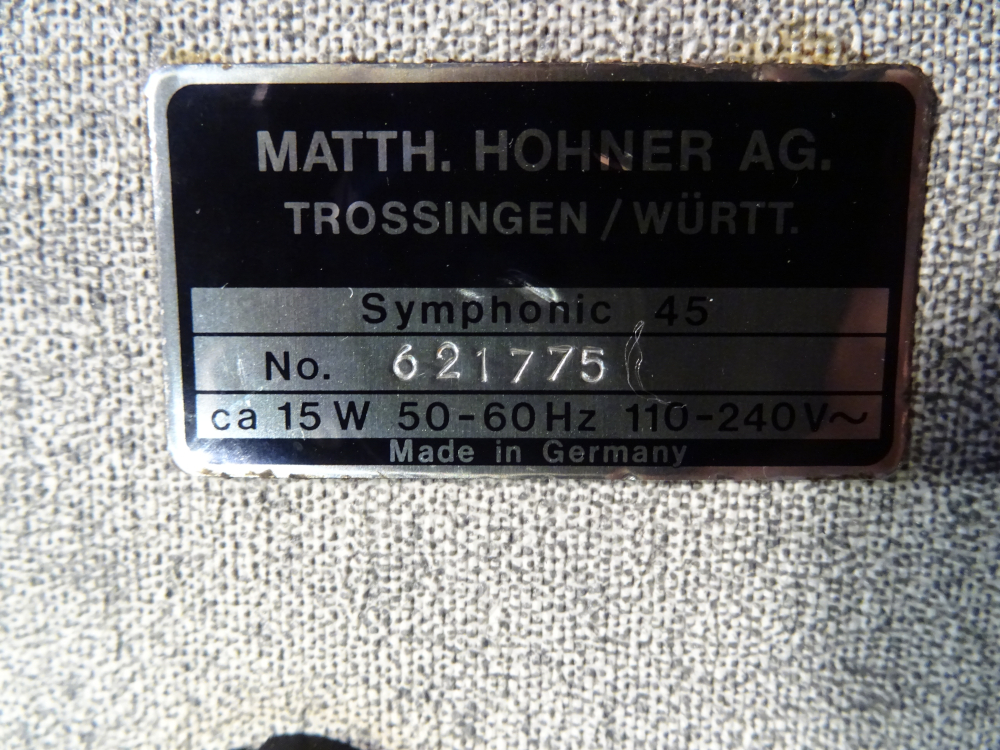 MATTH. HOHNER AG.
TROSSINGEN / WÜRTT.
Symphonic 45
No. 621775
ca 15 W 50-60 Hz 110-240 V~
Made in Germany